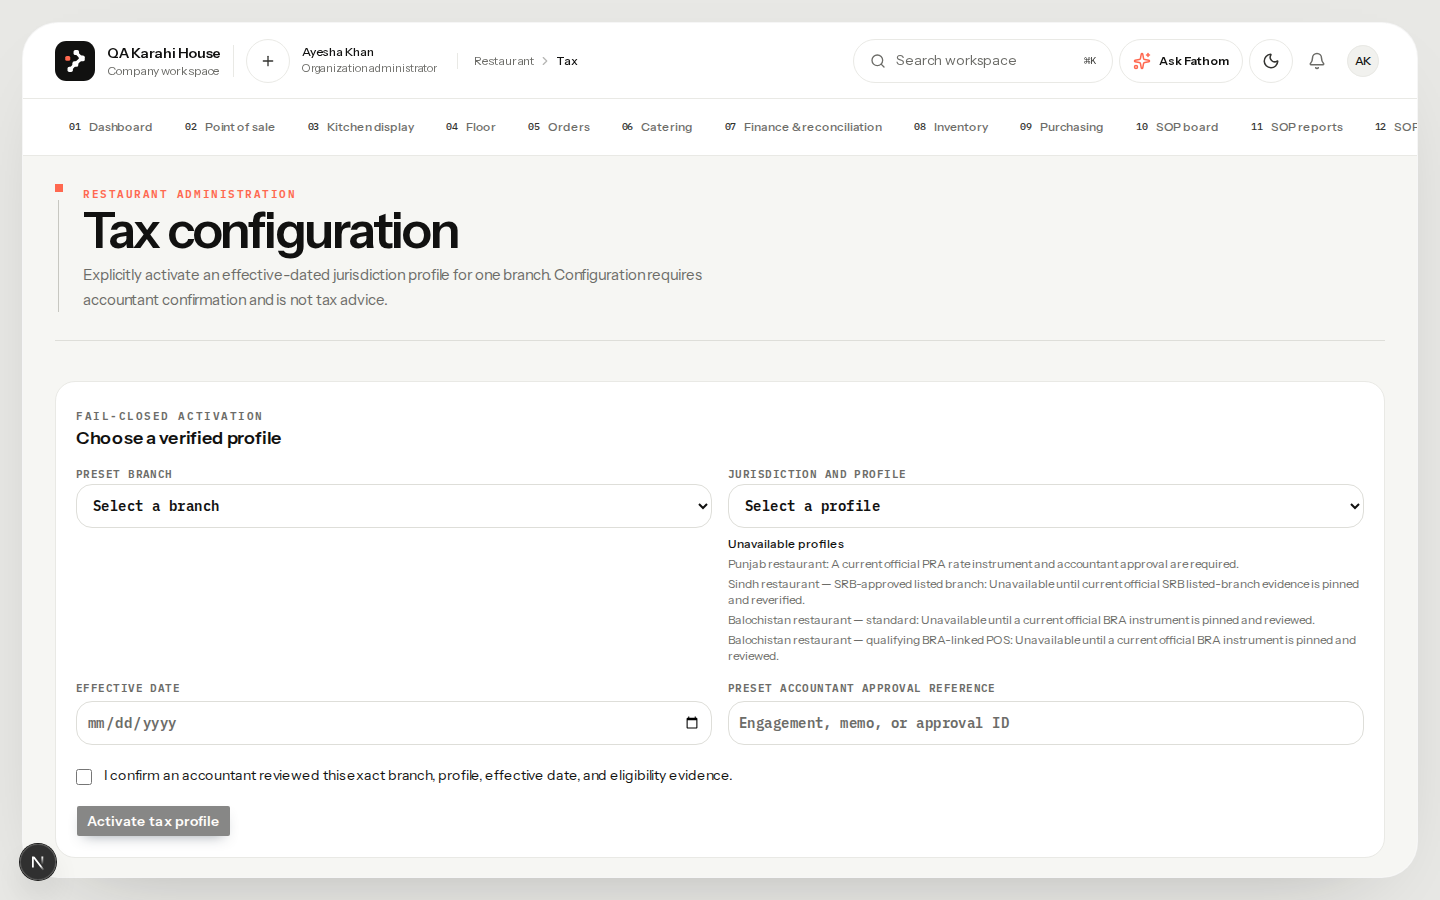 QA Karahi House
Company workspace
Ayesha Khan
Organization administrator
Restaurant > Tax
Search workspace ⌘K
Ask Fathom
AK
01 Dashboard 02 Point of sale 03 Kitchen display 04 Floor 05 Orders 06 Catering 07 Finance & reconciliation 08 Inventory 09 Purchasing 10 SOP board 11 SOP reports 12 SOP
RESTAURANT ADMINISTRATION
Tax configuration
Explicitly activate an effective-dated jurisdiction profile for one branch. Configuration requires
accountant confirmation and is not tax advice.
FAIL-CLOSED ACTIVATION
Choose a verified profile
PRESET BRANCH
Select a branch
JURISDICTION AND PROFILE
Select a profile
Unavailable profiles
Punjab restaurant: A current official PRA rate instrument and accountant approval are required.
Sindh restaurant — SRB-approved listed branch: Unavailable until current official SRB listed-branch evidence is pinned
and reverified.
Balochistan restaurant — standard: Unavailable until a current official BRA instrument is pinned and reviewed.
Balochistan restaurant — qualifying BRA-linked POS: Unavailable until a current official BRA instrument is pinned and
reviewed.
EFFECTIVE DATE
mm/dd/yyyy
PRESET ACCOUNTANT APPROVAL REFERENCE
Engagement, memo, or approval ID
I confirm an accountant reviewed this exact branch, profile, effective date, and eligibility evidence.
Activate tax profile
N